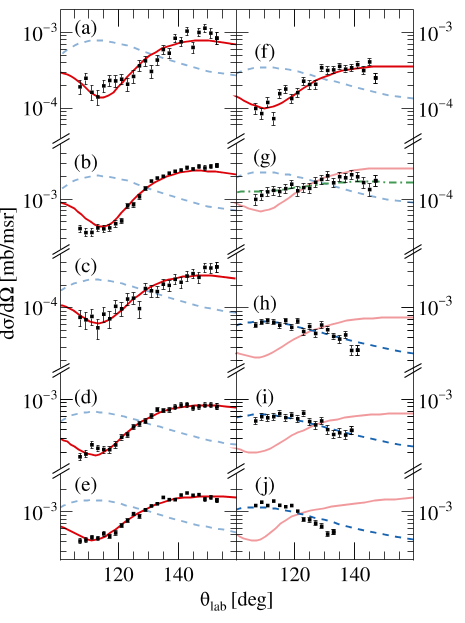 (a)
(b)
(c)
(d)
(e)
(f)
(g)
(h)
(i)
(j)
10⁻³
10⁻⁴
10⁻³
10⁻⁴
10⁻³
10⁻³
10⁻³
10⁻⁴
10⁻⁴
10⁻³
10⁻³
10⁻³
dσ/dΩ [mb/msr]
120 140 120 140
θlab [deg]